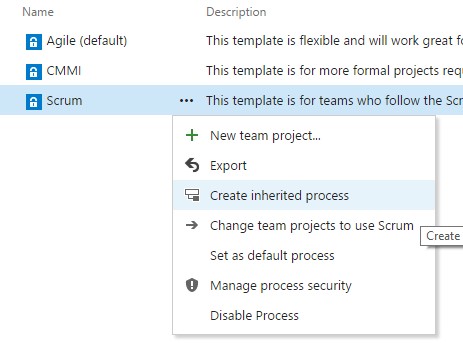 Name Description
Agile (default) This template is flexible and will work great fo
CMMI This template is for more formal projects requ
Scrum ••• This template is for teams who follow the Scr
New team project...
Export
Create inherited process
Change team projects to use Scrum
Create
Set as default process
Manage process security
Disable Process